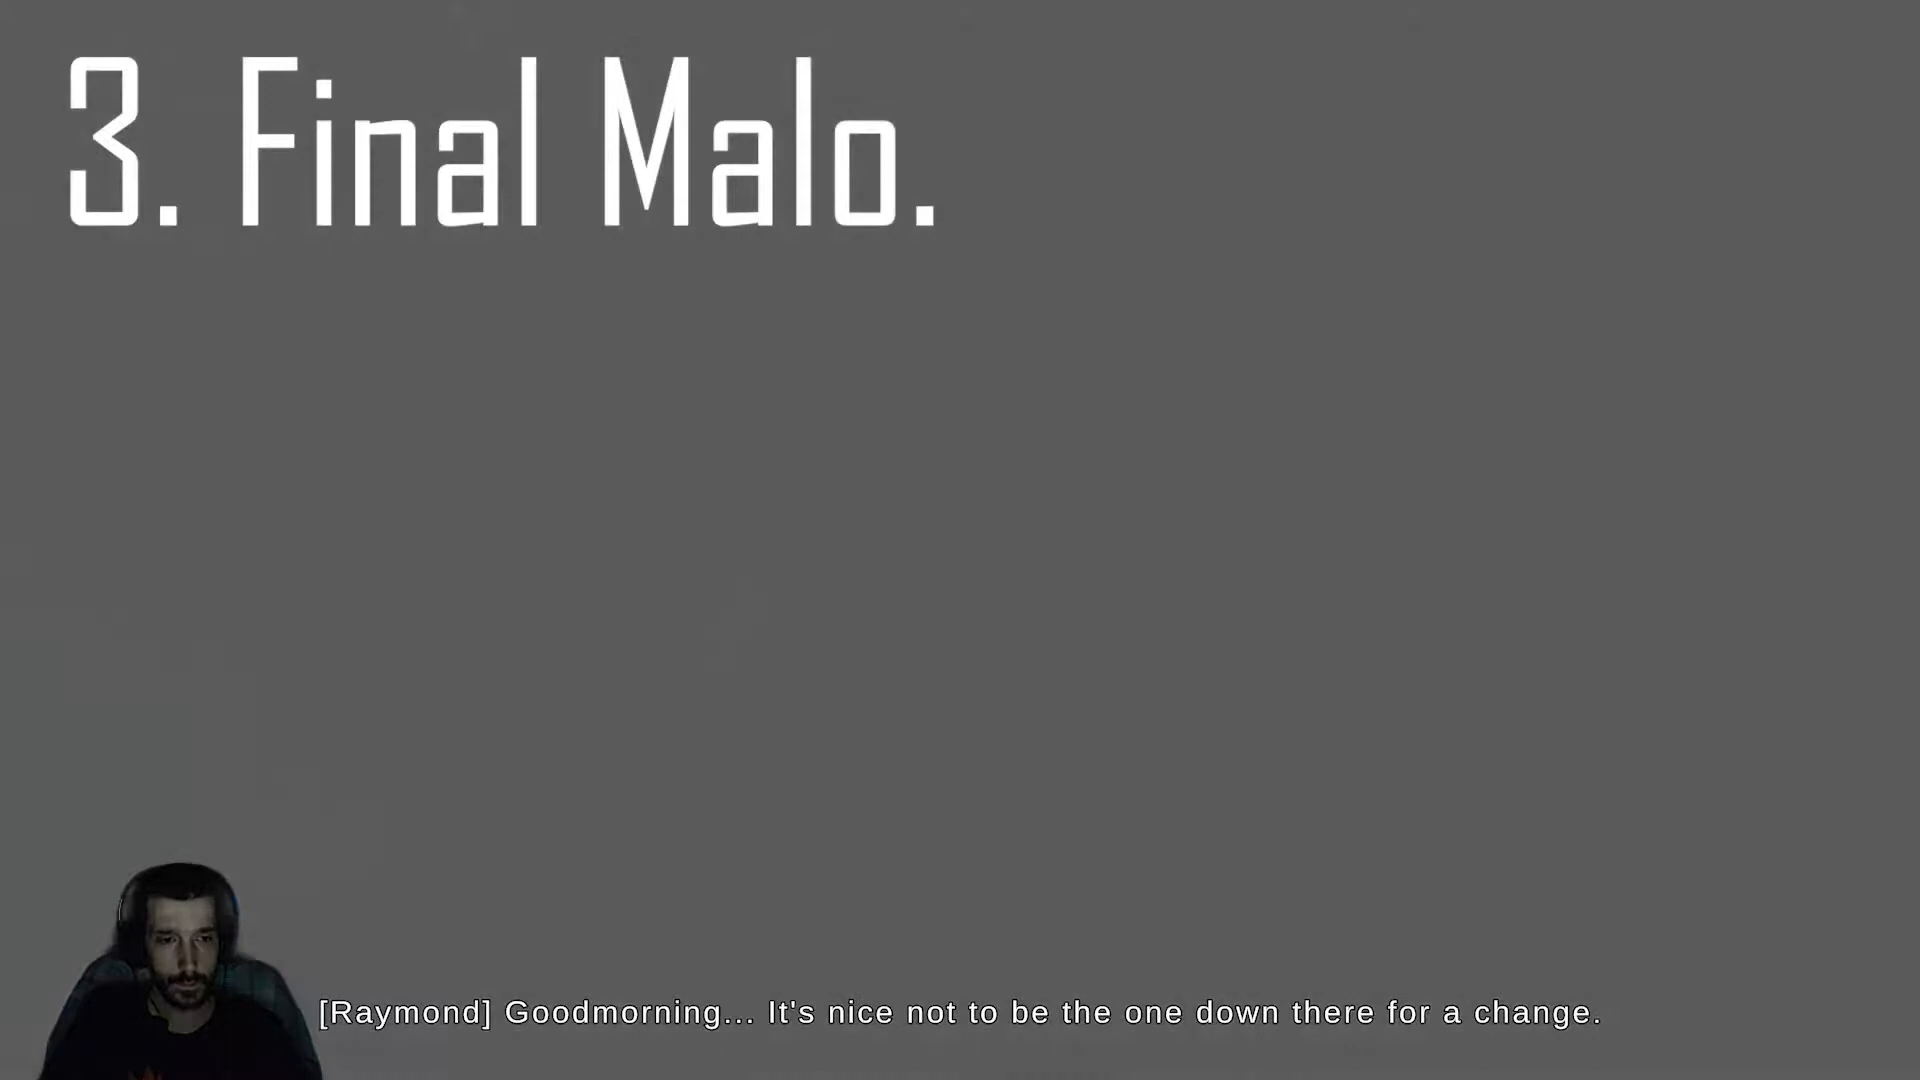 3. Final Malo.
[Raymond] Goodmorning... It's nice not to be the one down there for a change.